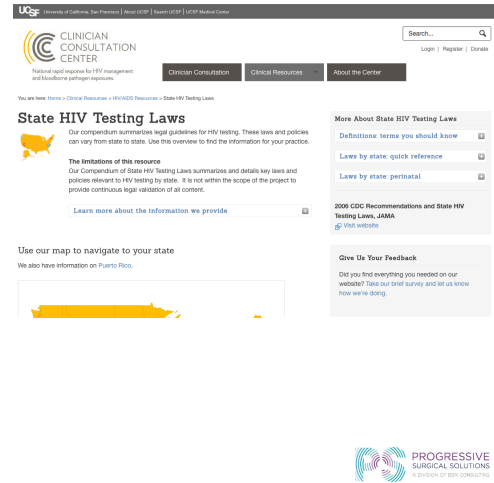 UCSF University of California, San Francisco | About UCSF | Search UCSF | UCSF Medical Center
CLINICIAN
CONSULTATION
CENTER
National rapid response for HIV management
and bloodborne pathogen exposures.
Search...
Login | Register | Donate
Clinician Consultation
Clinical Resources
About the Center
You are here: Home > Clinical Resources > HIV/AIDS Resources > State HIV Testing Laws
State HIV Testing Laws
Our compendium summarizes legal guidelines for HIV testing. These laws and policies
can vary from state to state. Use this overview to find the information for your practice.
The limitations of this resource
Our Compendium of State HIV Testing Laws summarizes and details key laws and
policies relevant to HIV testing by state. It is not within the scope of the project to
provide continuous legal validation of all content.
Learn more about the information we provide
Use our map to navigate to your state
We also have information on Puerto Rico.
More About State HIV Testing Laws
Definitions: terms you should know
Laws by state: quick reference
Laws by state: perinatal
2006 CDC Recommendations and State HIV
Testing Laws, JAMA
Visit website
Give Us Your Feedback
Did you find everything you needed on our
website? Take our brief survey and let us know
how we're doing.
PROGRESSIVE
SURGICAL SOLUTIONS
A DIVISION OF BSM CONSULTING